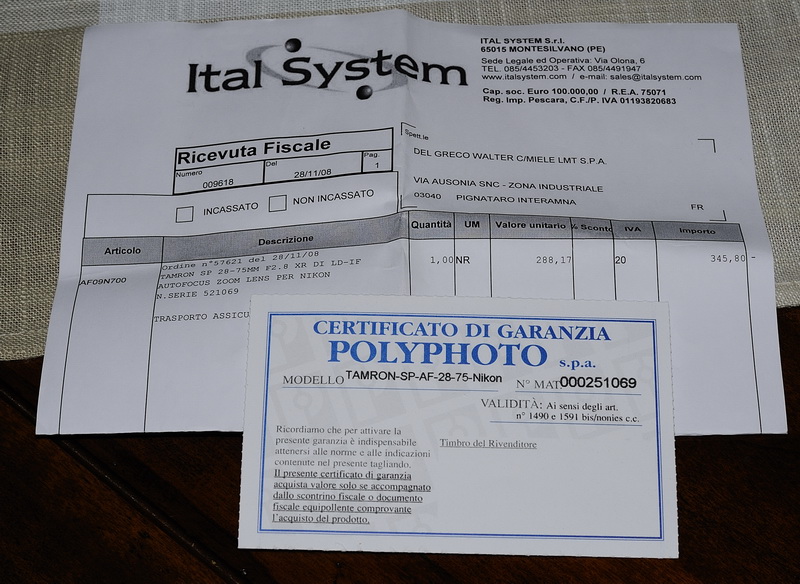 Ital System
ITAL SYSTEM S.r.l.
65015 MONTESILVANO (PE)
Sede Legale ed Operativa: Via Olona, 6
TEL. 085/4453203 - FAX 085/4491947
www.italsystem.com / e-mail: sales@italsystem.com
Cap. soc. Euro 100.000,00 / R.E.A. 75071
Reg. Imp. Pescara, C.F./P. IVA 01193820683
Ricevuta Fiscale
Numero Del Pag.
009618 28/11/08 1
INCASSATO NON INCASSATO
Spett.le
DEL GRECO WALTER C/MIELE LMT S.P.A.
VIA AUSONIA SNC - ZONA INDUSTRIALE
03040 PIGNATARO INTERAMNA FR
Articolo Descrizione Quantità UM Valore unitario % Sconto IVA Importo
Ordine n°57621 del 28/11/08
AF09N700 TAMRON SP 28-75MM F2.8 XR DI LD-IF 1,00 NR 288,17 20 345,80
AUTOFOCUS ZOOM LENS PER NIKON
N.SERIE 521069
TRASPORTO ASSICU
CERTIFICATO DI GARANZIA
POLYPHOTO s.p.a.
MODELLO TAMRON-SP-AF-28-75-Nikon N° MAT 000251069
VALIDITÀ: Ai sensi degli art.
n° 1490 e 1591 bis/nonies c.c.
Ricordiamo che per attivare la
presente garanzia è indispensabile
attenersi alle norme e alle indicazioni
contenute nel presente tagliando.
Il presente certificato di garanzia
acquista valore solo se accompagnato
dallo scontrino fiscale o documento
fiscale equipollente comprovante
l'acquisto del prodotto.
Timbro del Rivenditore